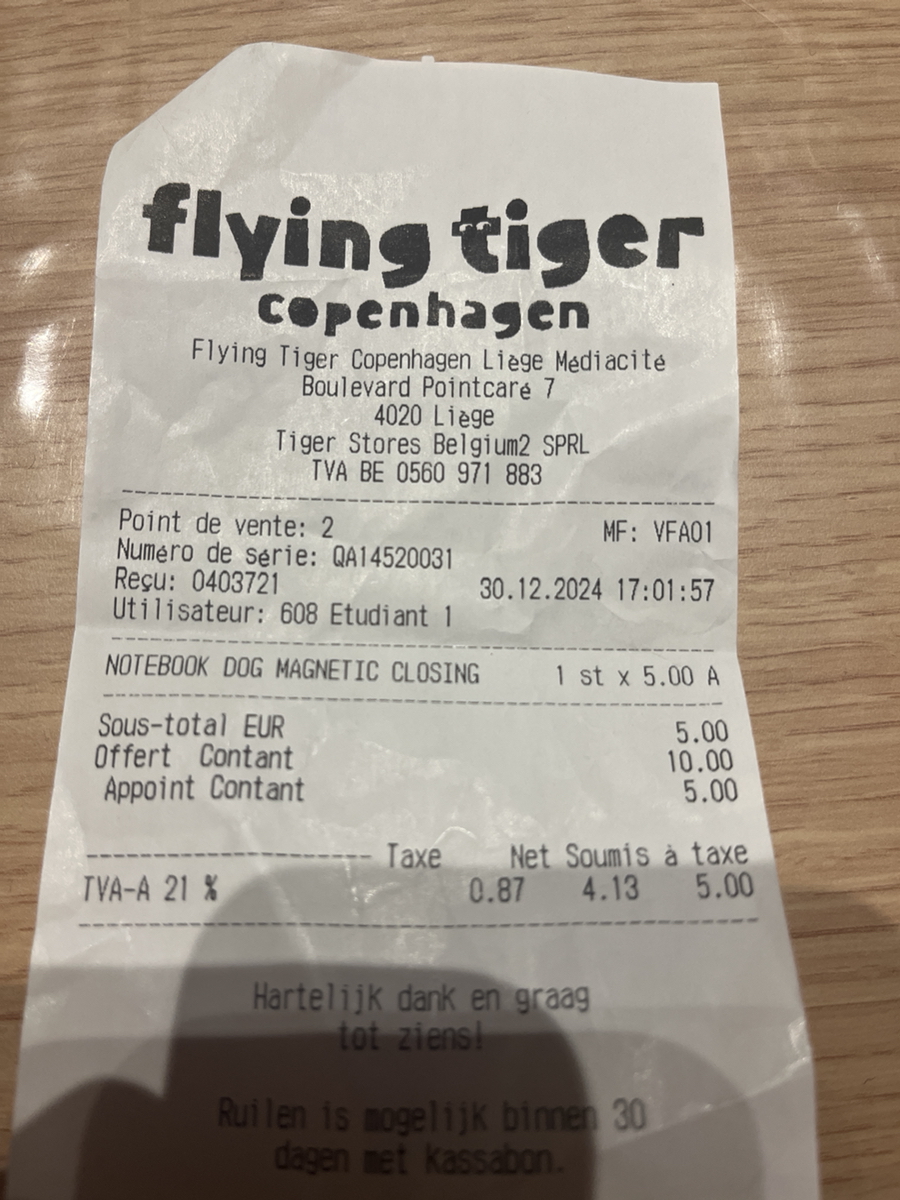 flying tiger
copenhagen
Flying Tiger Copenhagen Liège Médiacité
Boulevard Pointcaré 7
4020 Liège
Tiger Stores Belgium2 SPRL
TVA BE 0560 971 883
Point de vente: 2 MF: VFA01
Numéro de série: QA14520031
Reçu: 0403721 30.12.2024 17:01:57
Utilisateur: 608 Etudiant 1
NOTEBOOK DOG MAGNETIC CLOSING 1 st x 5.00 A
Sous-total EUR 5.00
Offert Contant 10.00
Appoint Contant 5.00
Taxe Net Soumis à taxe
TVA-A 21 % 0.87 4.13 5.00
Hartelijk dank en graag
tot ziens!
Ruilen is mogelijk binnen 30
dagen met kassabon.